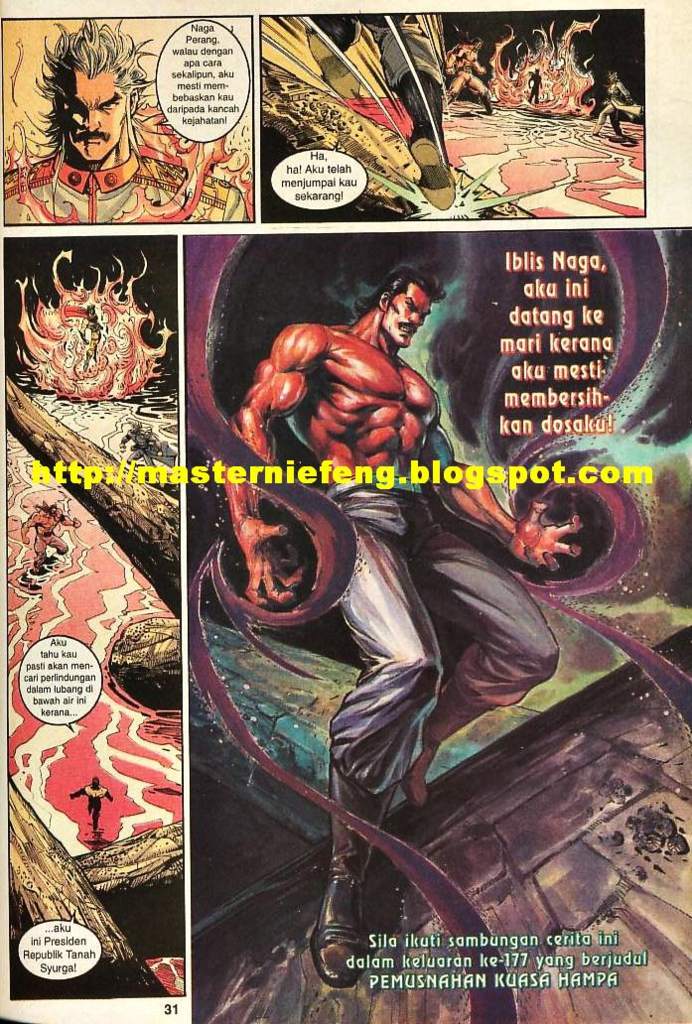 Naga
Perang,
walau dengan
apa cara
sekalipun, aku
mesti mem-
bebaskan kau
daripada kancah
kejahatan!
Ha,
ha! Aku telah
menjumpai kau
sekarang!
Aku
tahu kau
pasti akan men-
cari perlindungan
dalam lubang di
bawah air ini
kerana...
...aku
ini Presiden
Republik Tanah
Syurga!
Iblis Naga,
aku ini
datang ke
mari kerana
aku mesti
membersih-
kan dosaku!
http://masterniefeng.blogspot.com
Sila ikuti sambungan cerita ini
dalam keluaran ke-177 yang berjudul
PEMUSNAHAN KUASA HAMPA
31